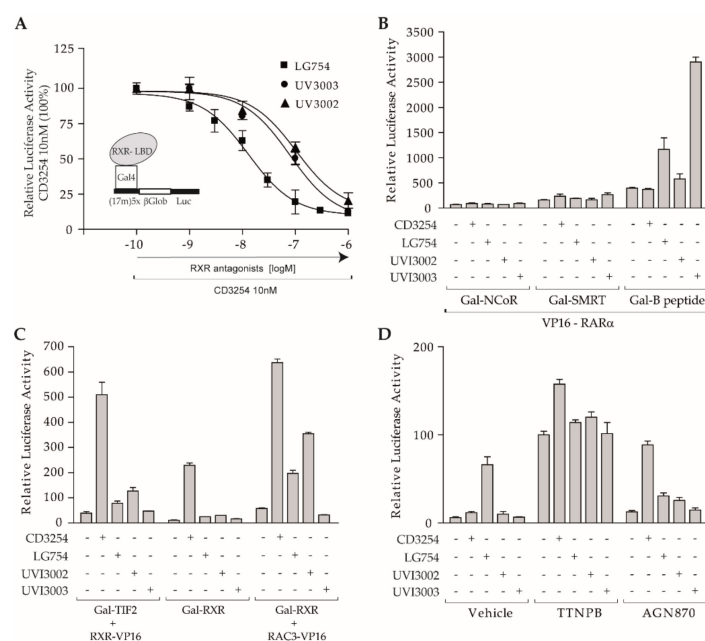 A
Relative Luciferase Activity
CD3254 10nM (100%)
125
100
75
50
25
0
LG754
UV3003
UV3002
RXR- LBD
Gal4
(17m)5x βGlob Luc
-10 -9 -8 -7 -6
RXR antagonists [logM]
CD3254 10nM
B
Relative Luciferase Activity
3500
3000
2500
2000
1500
1000
500
0
CD3254 - + - - - - + - - - - + - - -
LG754 - - + - - - - + - - - - + - -
UVI3002 - - - + - - - - + - - - - + -
UVI3003 - - - - + - - - - + - - - - +
Gal-NCoR Gal-SMRT Gal-B peptide
VP16 - RARα
C
Relative Luciferase Activity
700
600
500
400
300
200
100
0
CD3254 - + - - - - + - - - - + - - -
LG754 - - + - - - - + - - - - + - -
UVI3002 - - - + - - - - + - - - - + -
UVI3003 - - - - + - - - - + - - - - +
Gal-TIF2 Gal-RXR Gal-RXR
+ +
RXR-VP16 RAC3-VP16
D
Relative Luciferase Activity
200
100
0
CD3254 - + - - - - + - - - - + - - -
LG754 - - + - - - - + - - - - + - -
UVI3002 - - - + - - - - + - - - - + -
UVI3003 - - - - + - - - - + - - - - +
Vehicle TTNPB AGN870